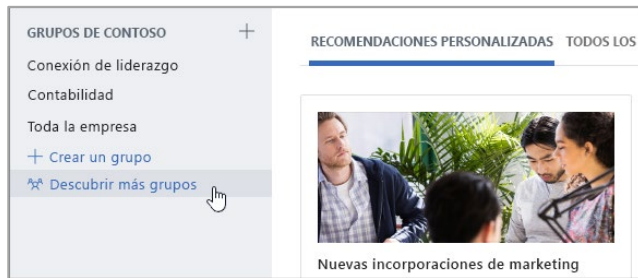 GRUPOS DE CONTOSO
Conexión de liderazgo
Contabilidad
Toda la empresa
+ Crear un grupo
Descubrir más grupos
RECOMENDACIONES PERSONALIZADAS TODOS LOS
Nuevas incorporaciones de marketing